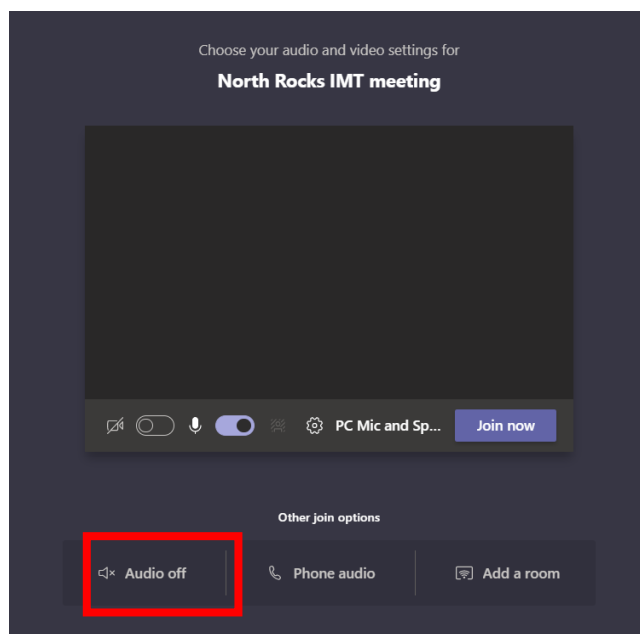 Choose your audio and video settings for
North Rocks IMT meeting
PC Mic and Sp... Join now
Other join options
Audio off Phone audio Add a room